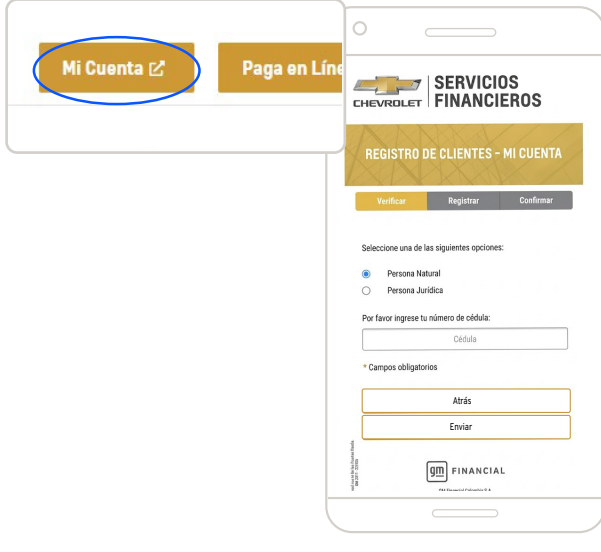 Mi Cuenta
Paga en Líne
CHEVROLET
SERVICIOS
FINANCIEROS
REGISTRO DE CLIENTES - MI CUENTA
Verificar
Registrar
Confirmar
Seleccione una de las siguientes opciones:
Persona Natural
Persona Jurídica
Por favor ingrese tu número de cédula:
Cédula
* Campos obligatorios
Atrás
Enviar
gm FINANCIAL